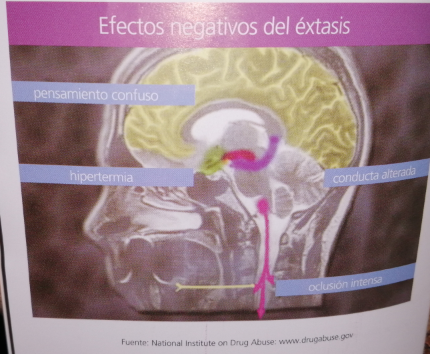 Efectos negativos del éxtasis
pensamiento confuso
hipertermia
conducta alterada
oclusión intensa
Fuente: National Institute on Drug Abuse: www.drugabuse.gov